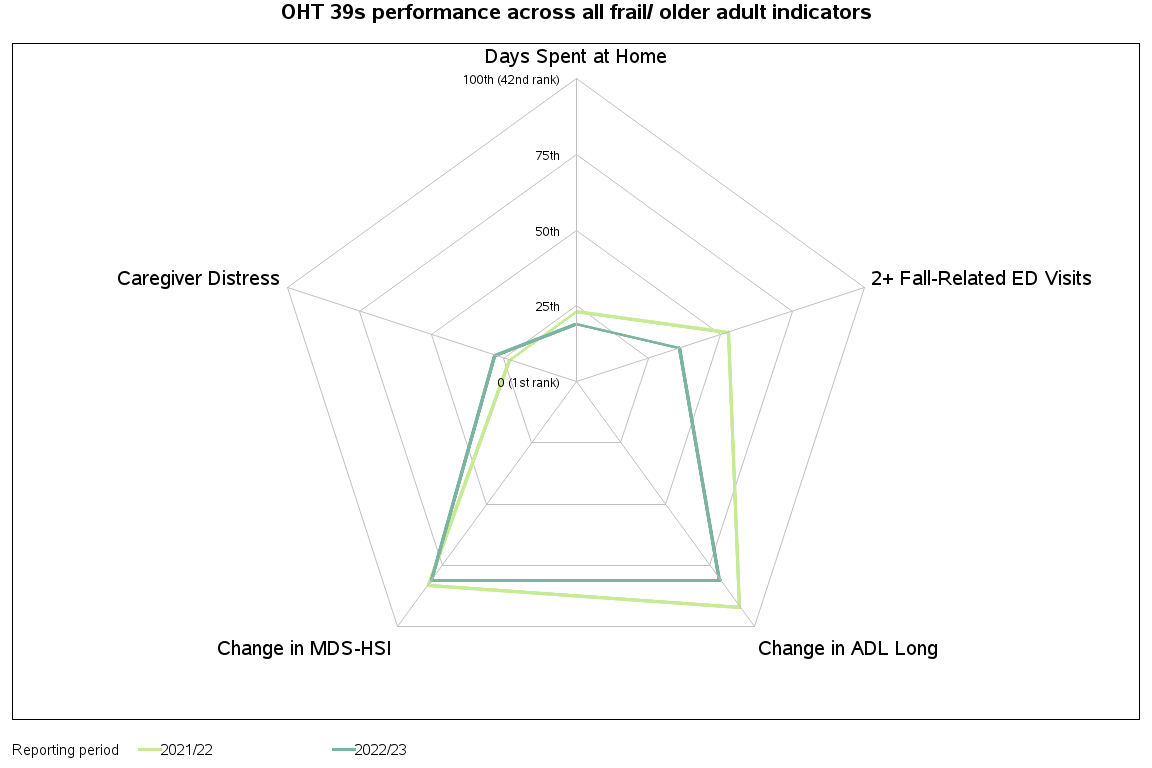 OHT 39s performance across all frail/ older adult indicators
Days Spent at Home
100th (42nd rank)
75th
50th
25th
0 (1st rank)
Caregiver Distress
2+ Fall-Related ED Visits
Change in MDS-HSI
Change in ADL Long
Reporting period 2021/22 2022/23